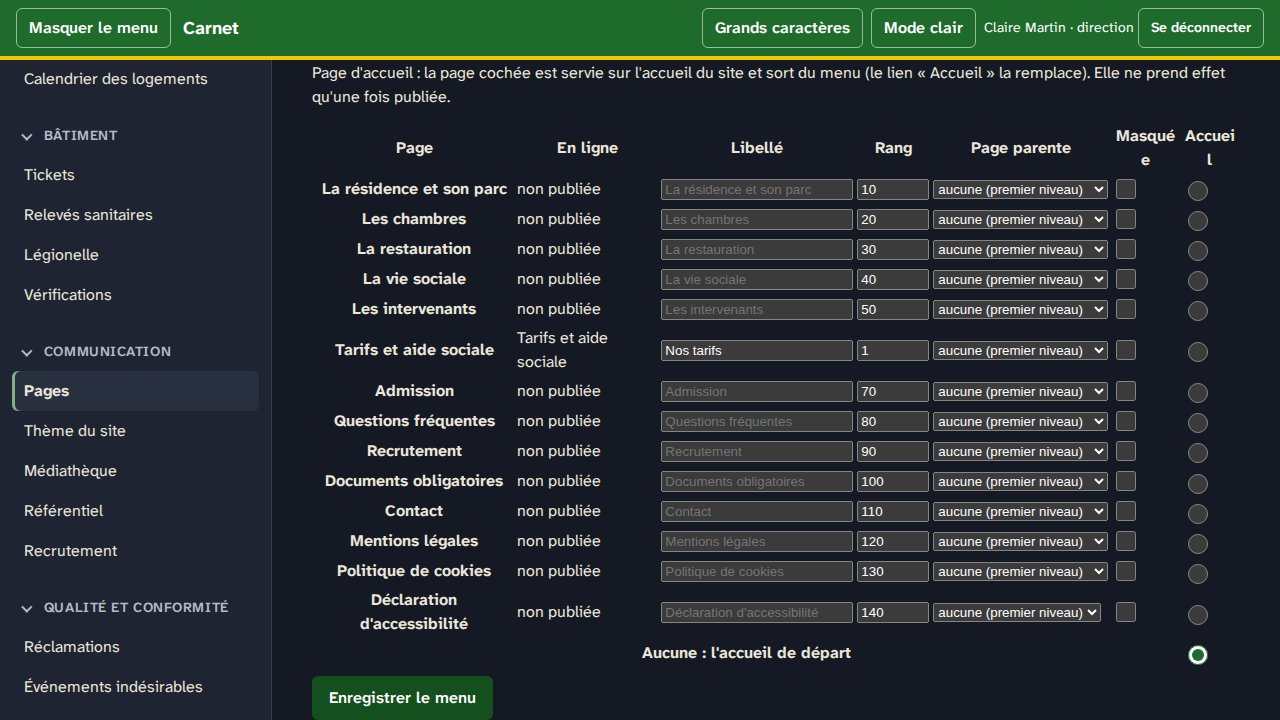 Masquer le menu
Carnet
Grands caractères
Mode clair
Claire Martin · direction
Se déconnecter
Calendrier des logements
BÂTIMENT
Tickets
Relevés sanitaires
Légionelle
Vérifications
COMMUNICATION
Pages
Thème du site
Médiathèque
Référentiel
Recrutement
QUALITÉ ET CONFORMITÉ
Réclamations
Événements indésirables
Page d'accueil : la page cochée est servie sur l'accueil du site et sort du menu (le lien « Accueil » la remplace). Elle ne prend effet
qu'une fois publiée.
Page En ligne Libellé Rang Page parente Masqué Accuei
e l
La résidence et son parc non publiée La résidence et son parc 10 aucune (premier niveau)
Les chambres non publiée Les chambres 20 aucune (premier niveau)
La restauration non publiée La restauration 30 aucune (premier niveau)
La vie sociale non publiée La vie sociale 40 aucune (premier niveau)
Les intervenants non publiée Les intervenants 50 aucune (premier niveau)
Tarifs et aide
Tarifs et aide sociale Nos tarifs 1 aucune (premier niveau)
sociale
Admission non publiée Admission 70 aucune (premier niveau)
Questions fréquentes non publiée Questions fréquentes 80 aucune (premier niveau)
Recrutement non publiée Recrutement 90 aucune (premier niveau)
Documents obligatoires non publiée Documents obligatoires 100 aucune (premier niveau)
Contact non publiée Contact 110 aucune (premier niveau)
Mentions légales non publiée Mentions légales 120 aucune (premier niveau)
Politique de cookies non publiée Politique de cookies 130 aucune (premier niveau)
Déclaration
d'accessibilité non publiée Déclaration d'accessibilité 140 aucune (premier niveau)
Aucune : l'accueil de départ
Enregistrer le menu